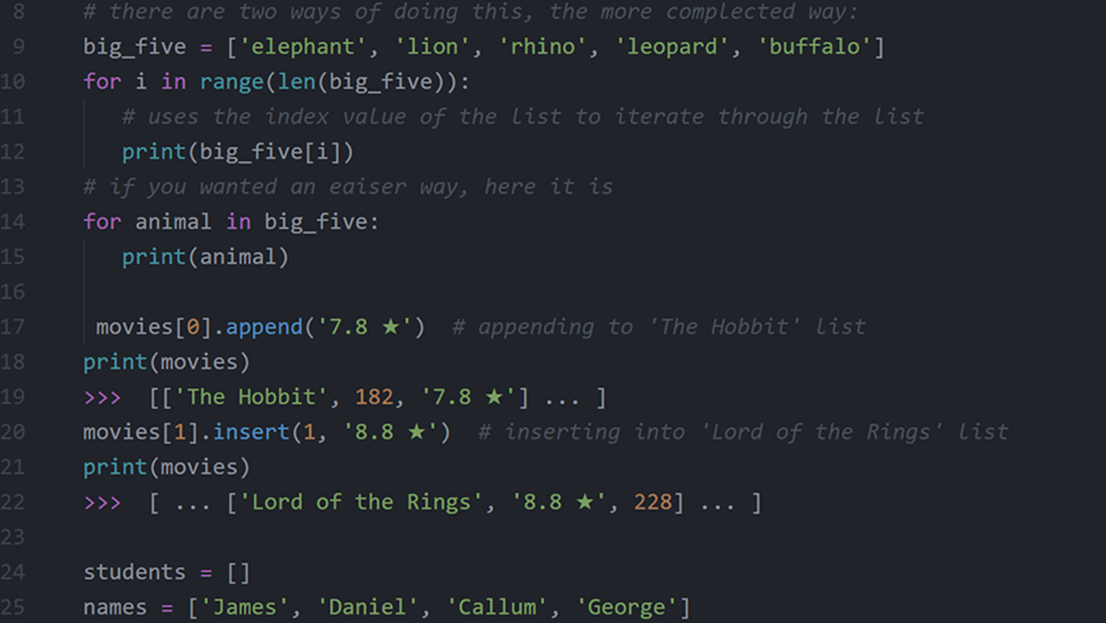 8 # there are two ways of doing this, the more complected way:
9 big_five = ['elephant', 'lion', 'rhino', 'leopard', 'buffalo']
10 for i in range(len(big_five)):
11 # uses the index value of the list to iterate through the list
12 print(big_five[i])
13 # if you wanted an eaiser way, here it is
14 for animal in big_five:
15 print(animal)
16
17 movies[0].append('7.8 ★') # appending to 'The Hobbit' list
18 print(movies)
19 >>> [['The Hobbit', 182, '7.8 ★'] ... ]
20 movies[1].insert(1, '8.8 ★') # inserting into 'Lord of the Rings' list
21 print(movies)
22 >>> [ ... ['Lord of the Rings', '8.8 ★', 228] ... ]
23
24 students = []
25 names = ['James', 'Daniel', 'Callum', 'George']